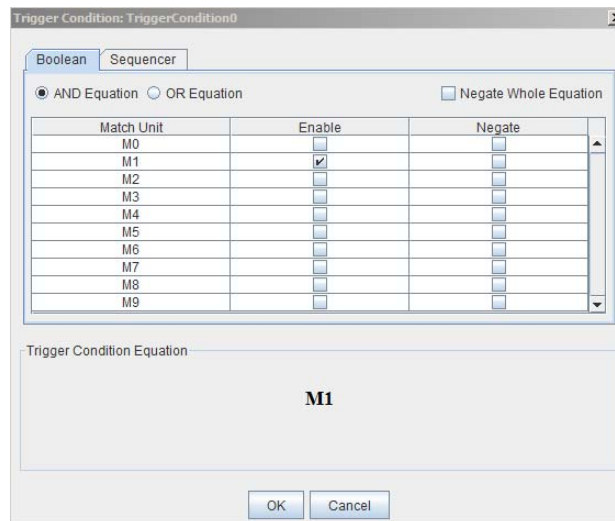 Trigger Condition: TriggerCondition0
Boolean Sequencer
AND Equation OR Equation Negate Whole Equation
Match Unit Enable Negate
M0
M1
M2
M3
M4
M5
M6
M7
M8
M9
Trigger Condition Equation
M1
OK Cancel